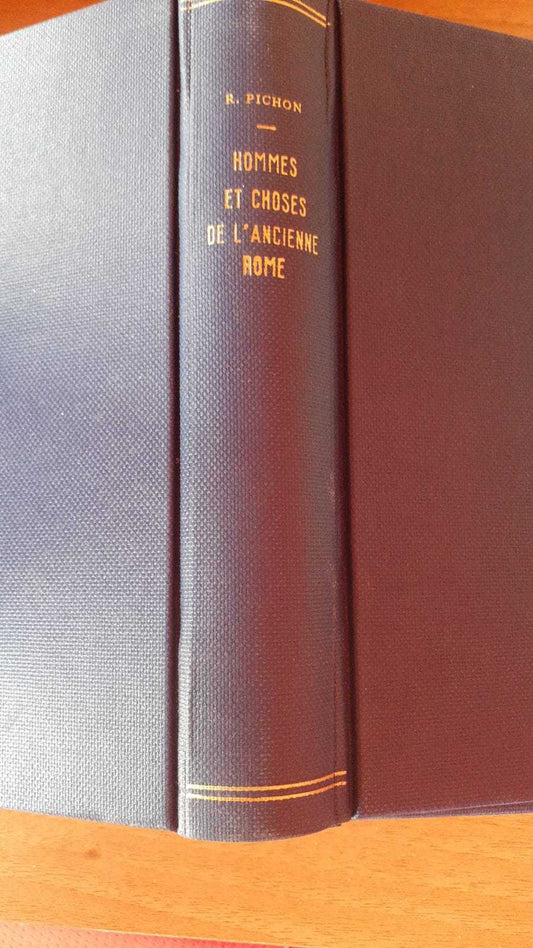 R. PICHON
HOMMES
ET CHOSES
DE L'ANCIENNE
ROME